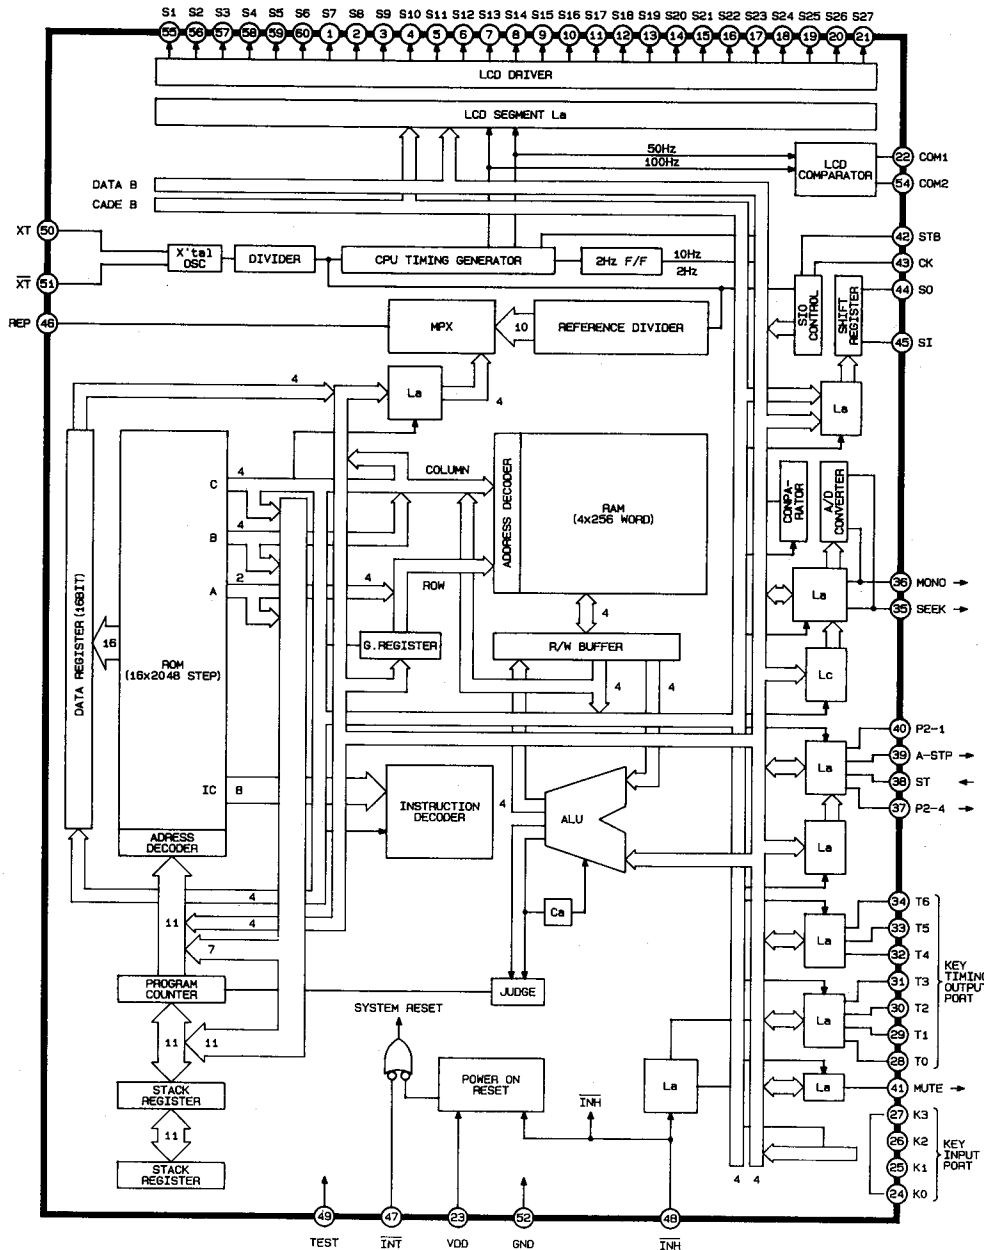 S1 S2 S3 S4 S5 S6 S7 S8 S9 S10 S11 S12 S13 S14 S15 S16 S17 S18 S19 S20 S21 S22 S23 S24 S25 S26 S27
55 56 57 58 59 60 1 2 3 4 5 6 7 8 9 10 11 12 13 14 15 16 17 18 19 20 21
LCD DRIVER
LCD SEGMENT La
50Hz
100Hz
LCD
COMPARATOR
22 COM1
54 COM2
DATA B
CADE B
XT 50
X'tal
OSC
DIVIDER
CPU TIMING GENERATOR
2Hz F/F
10Hz
2Hz
42 STB
43 CK
44 SO
45 SI
XT 51
SIO
CONTROL
SHIFT
REGISTER
REP 46
MPX
10
REFERENCE DIVIDER
4
La
4
La
DATA REGISTER (16BIT)
16
ROM
(16x2048 STEP)
C 4
B 4
A 2
IC 8
ADRESS
DECODER
COLUMN
ROW
4
ADDRESS DECODER
RAM
(4x256 WORD)
4
CONPA-
RATOR
A/D
CONVERTER
La
36 MONO
35 SEEK
G.REGISTER
R/W BUFFER
4
4
Lc
40 P2-1
39 A-STP
38 ST
37 P2-4
La
INSTRUCTION
DECODER
4
ALU
La
4
11
4
7
Ca
34 T6
33 T5
32 T4
31 T3
30 T2
29 T1
28 T0
La
La
KEY
TIMING
OUTPUT
PORT
PROGRAM
COUNTER
JUDGE
SYSTEM RESET
11
11
STACK
REGISTER
11
STACK
REGISTER
POWER ON
RESET
INH
La
La
41 MUTE
27 K3
26 K2
25 K1
24 K0
KEY
INPUT
PORT
4 4
49 47 23 52 48
TEST INT VDD GND INH